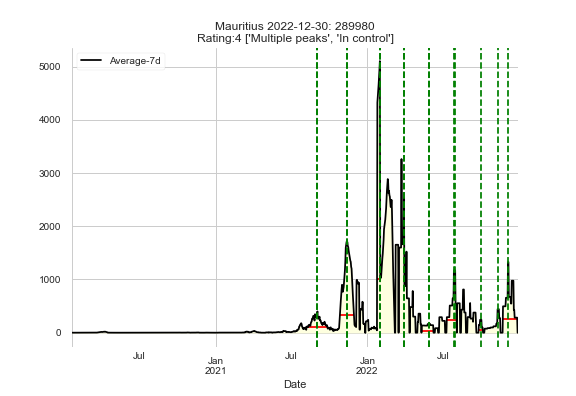 Mauritius 2022-12-30: 289980
Rating:4 ['Multiple peaks', 'In control']
Average-7d
5000
4000
3000
2000
1000
0
Jul
Jan
2021
Jul
Jan
2022
Jul
Date